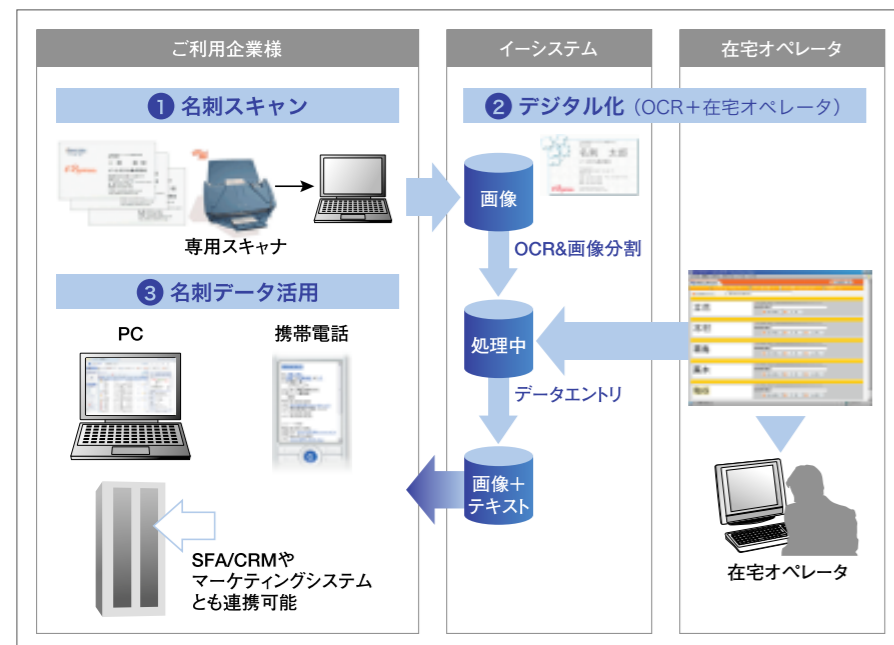 ご利用企業様
イーシステム
在宅オペレータ
1 名刺スキャン
2 デジタル化（OCR＋在宅オペレータ）
専用スキャナ
画像
OCR&画像分割
3 名刺データ活用
PC
携帯電話
処理中
データエントリ
画像＋
テキスト
SFA/CRMや
マーケティングシステム
とも連携可能
在宅オペレータ